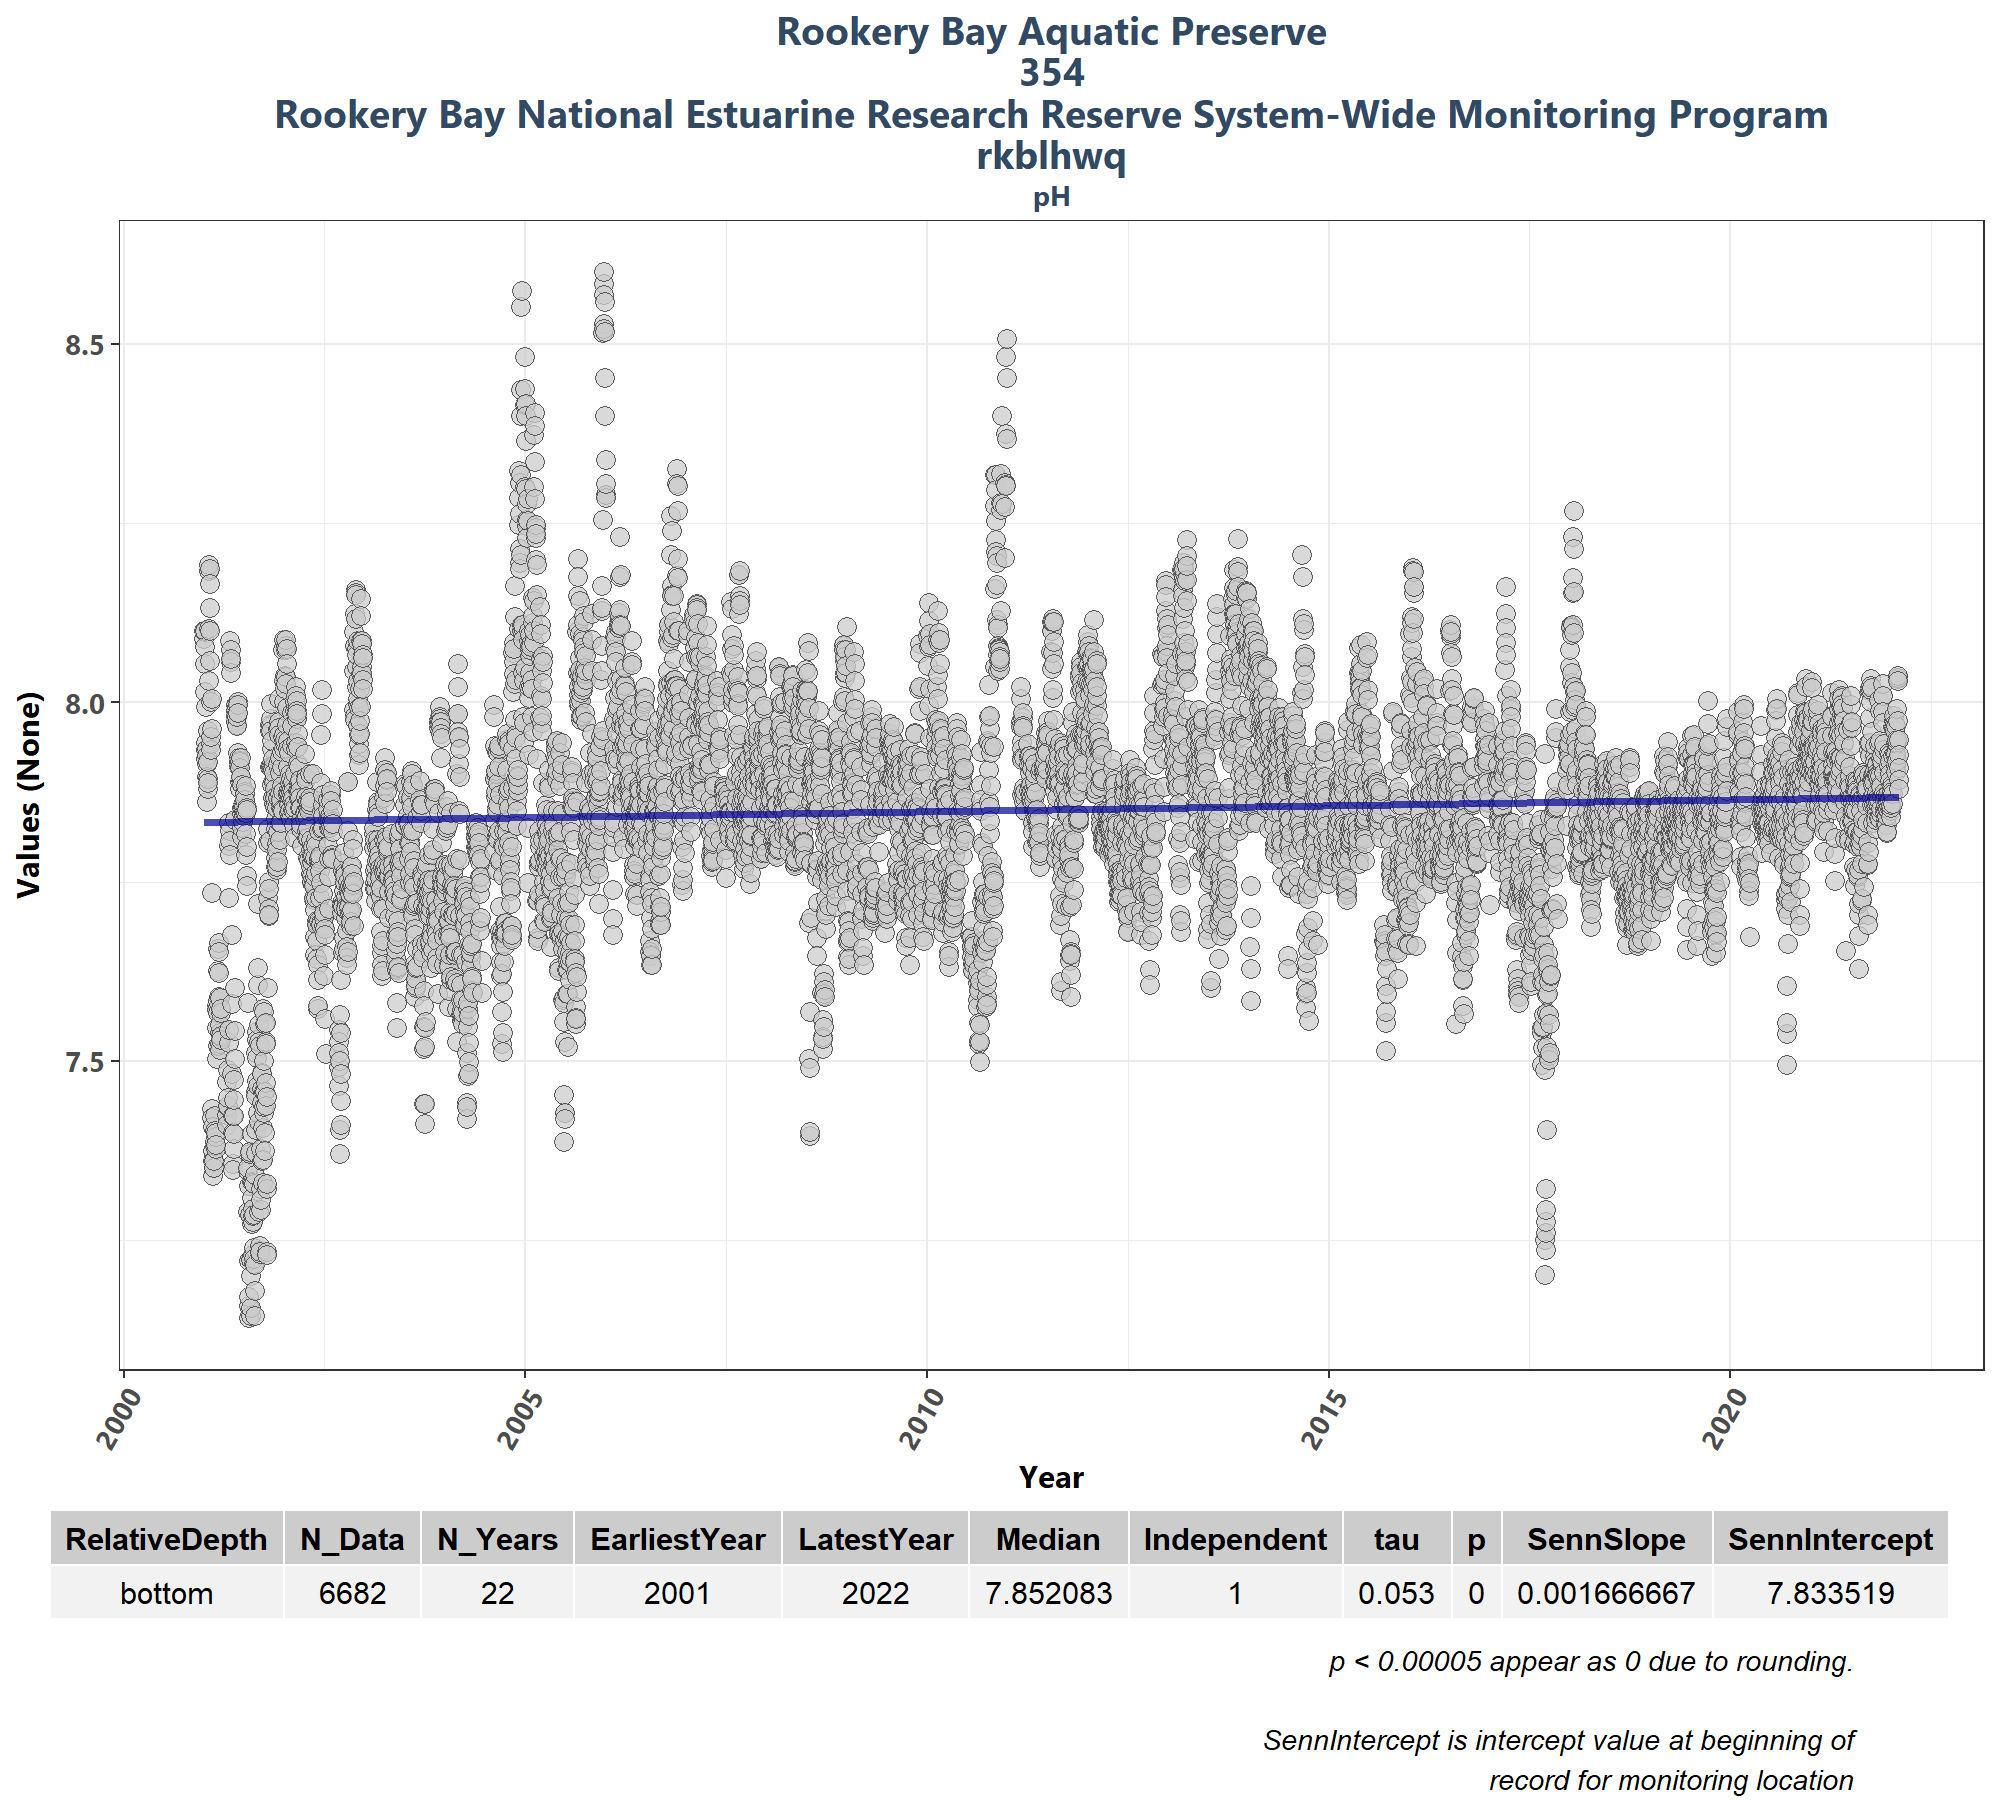 Rookery Bay Aquatic Preserve
354
Rookery Bay National Estuarine Research Reserve System-Wide Monitoring Program
rkblhwq
pH
Values (None)
8.5
8.0
7.5
2000
2005
2010
2015
2020
Year
RelativeDepth N_Data N_Years EarliestYear LatestYear Median Independent tau p SennSlope SennIntercept
bottom 6682 22 2001 2022 7.852083 1 0.053 0 0.001666667 7.833519
p < 0.00005 appear as 0 due to rounding.
SennIntercept is intercept value at beginning of
record for monitoring location